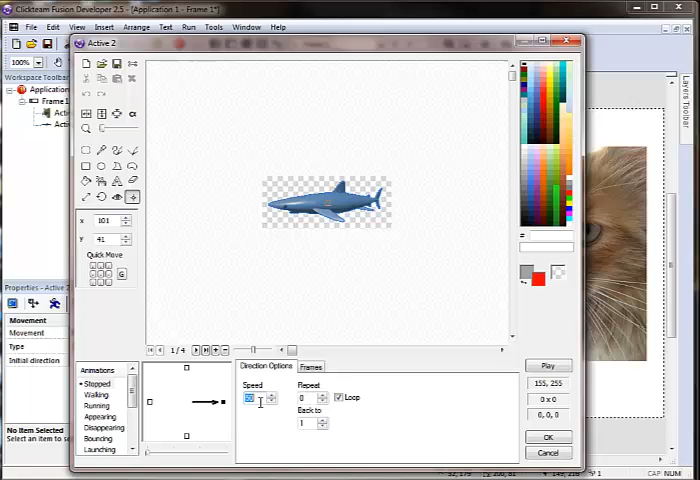 Clickteam Fusion Developer 2.5 - [Application 1 - Frame 1*]
File Edit View Insert Arrange Text Run Tools Window Help
100%
Workspace Toolbar
Application
Frame 1
Layers Toolbar
Active 2
x 101
y 41
Quick Move
G
1 / 4
Properties - Active 2
Movement
Movement
Type
Initial direction
No Item Selected
Select an item to se
Animations
Stopped
Walking
Running
Appearing
Disappearing
Bounding
Launching
Direction Options
Frames
Speed
50
Repeat
0
Loop
Back to
1
#
Play
155, 255
0 x 0
0, 0, 0
OK
Cancel
CAP NUM